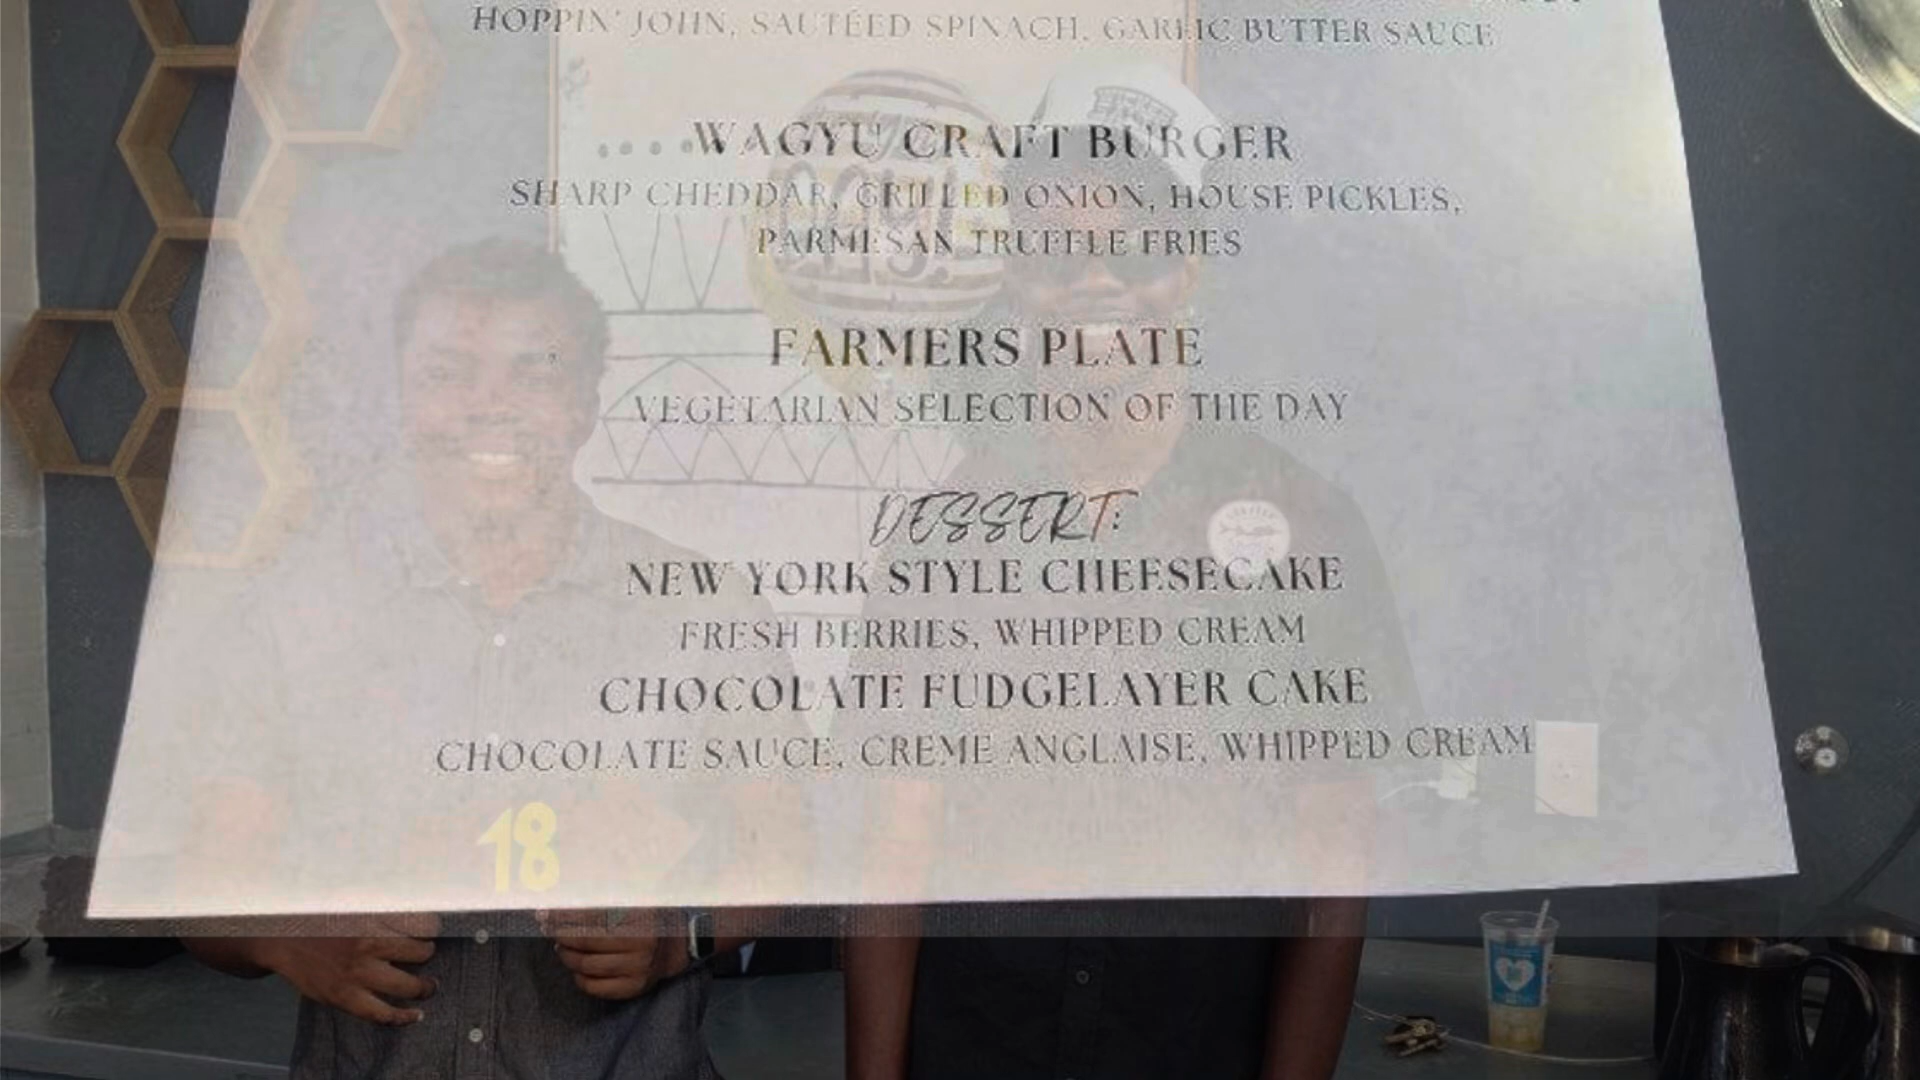 HOPPIN' JOHN, SAUTÉED SPINACH, GARLIC BUTTER SAUCE
WAGYU CRAFT BURGER
SHARP CHEDDAR, GRILLED ONION, HOUSE PICKLES,
PARMESAN TRUFFLE FRIES
FARMERS PLATE
VEGETARIAN SELECTION OF THE DAY
DESSERT:
NEW YORK STYLE CHEESECAKE
FRESH BERRIES, WHIPPED CREAM
CHOCOLATE FUDGELAYER CAKE
CHOCOLATE SAUCE, CREME ANGLAISE, WHIPPED CREAM
18